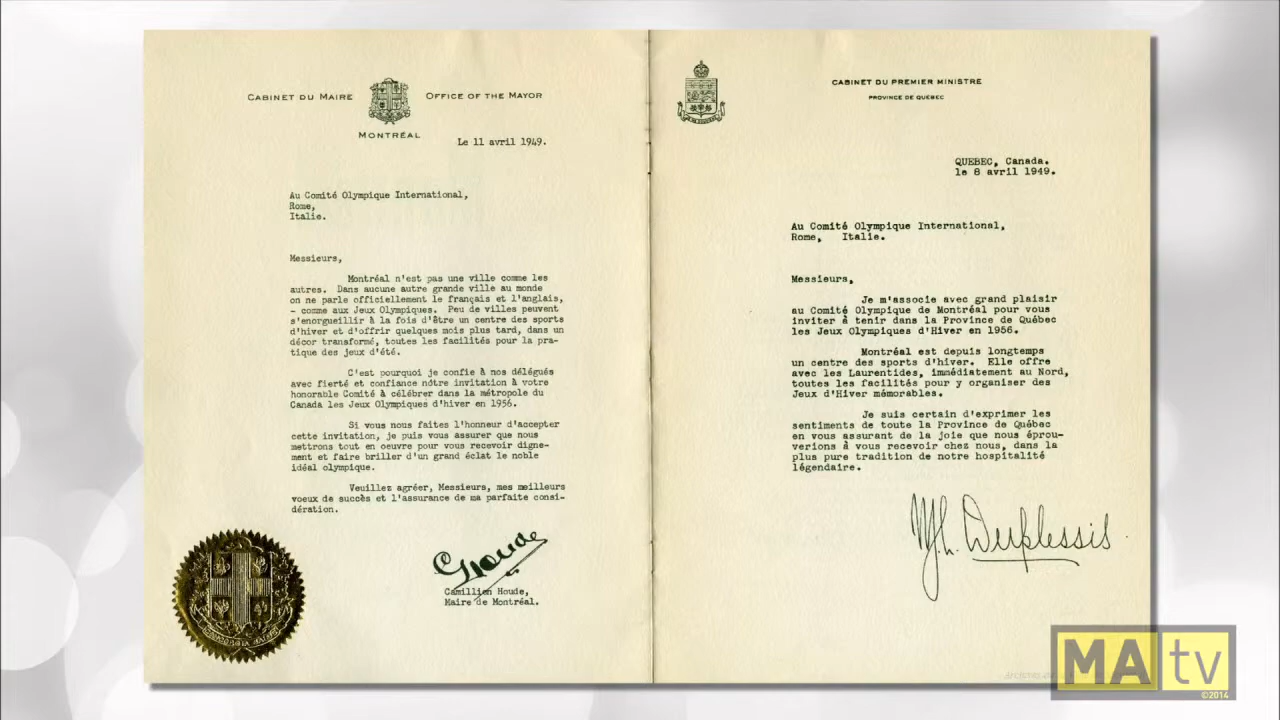 CABINET DU MAIRE
OFFICE OF THE MAYOR
MONTRÉAL
Le 11 avril 1949.
Au Comité Olympique International,
Rome,
Italie.
Messieurs,
Montréal n'est pas une ville comme les
autres. Dans aucune autre grande ville au monde
on ne parle officiellement le français et l'anglais,
- comme aux Jeux Olympiques. Peu de villes peuvent
s'enorgueillir à la fois d'être un centre des sports
d'hiver et d'offrir quelques mois plus tard, dans un
décor transformé, toutes les facilités pour la pra-
tique des jeux d'été.
C'est pourquoi je confie à nos délégués
avec fierté et confiance nôtre invitation à votre
honorable Comité à célébrer dans la métropole du
Canada les Jeux Olympiques d'hiver en 1956.
Si vous nous faites l'honneur d'accepter
cette invitation, je puis vous assurer que nous
mettrons tout en oeuvre pour vous recevoir digne-
ment et faire briller d'un grand éclat le noble
idéal olympique.
Veuillez agréer, Messieurs, mes meilleurs
voeux de succès et l'assurance de ma parfaite consi-
dération.
CHoude
Camillien Houde,
Maire de Montréal.
CABINET DU PREMIER MINISTRE
PROVINCE DE QUÉBEC
QUEBEC, Canada.
le 8 avril 1949.
Au Comité Olympique International,
Rome, Italie.
Messieurs,
Je m'associe avec grand plaisir
au Comité Olympique de Montréal pour vous
inviter à tenir dans la Province de Québec
les Jeux Olympiques d'Hiver en 1956.
Montréal est depuis longtemps
un centre des sports d'hiver. Elle offre
avec les Laurentides, immédiatement au Nord,
toutes les facilités pour y organiser des
Jeux d'Hiver mémorables.
Je suis certain d'exprimer les
sentiments de toute la Province de Québec
en vous assurant de la joie que nous éprou-
verions à vous recevoir chez nous, dans la
plus pure tradition de notre hospitalité
légendaire.
M.L. Duplessis
MAtv
©2014